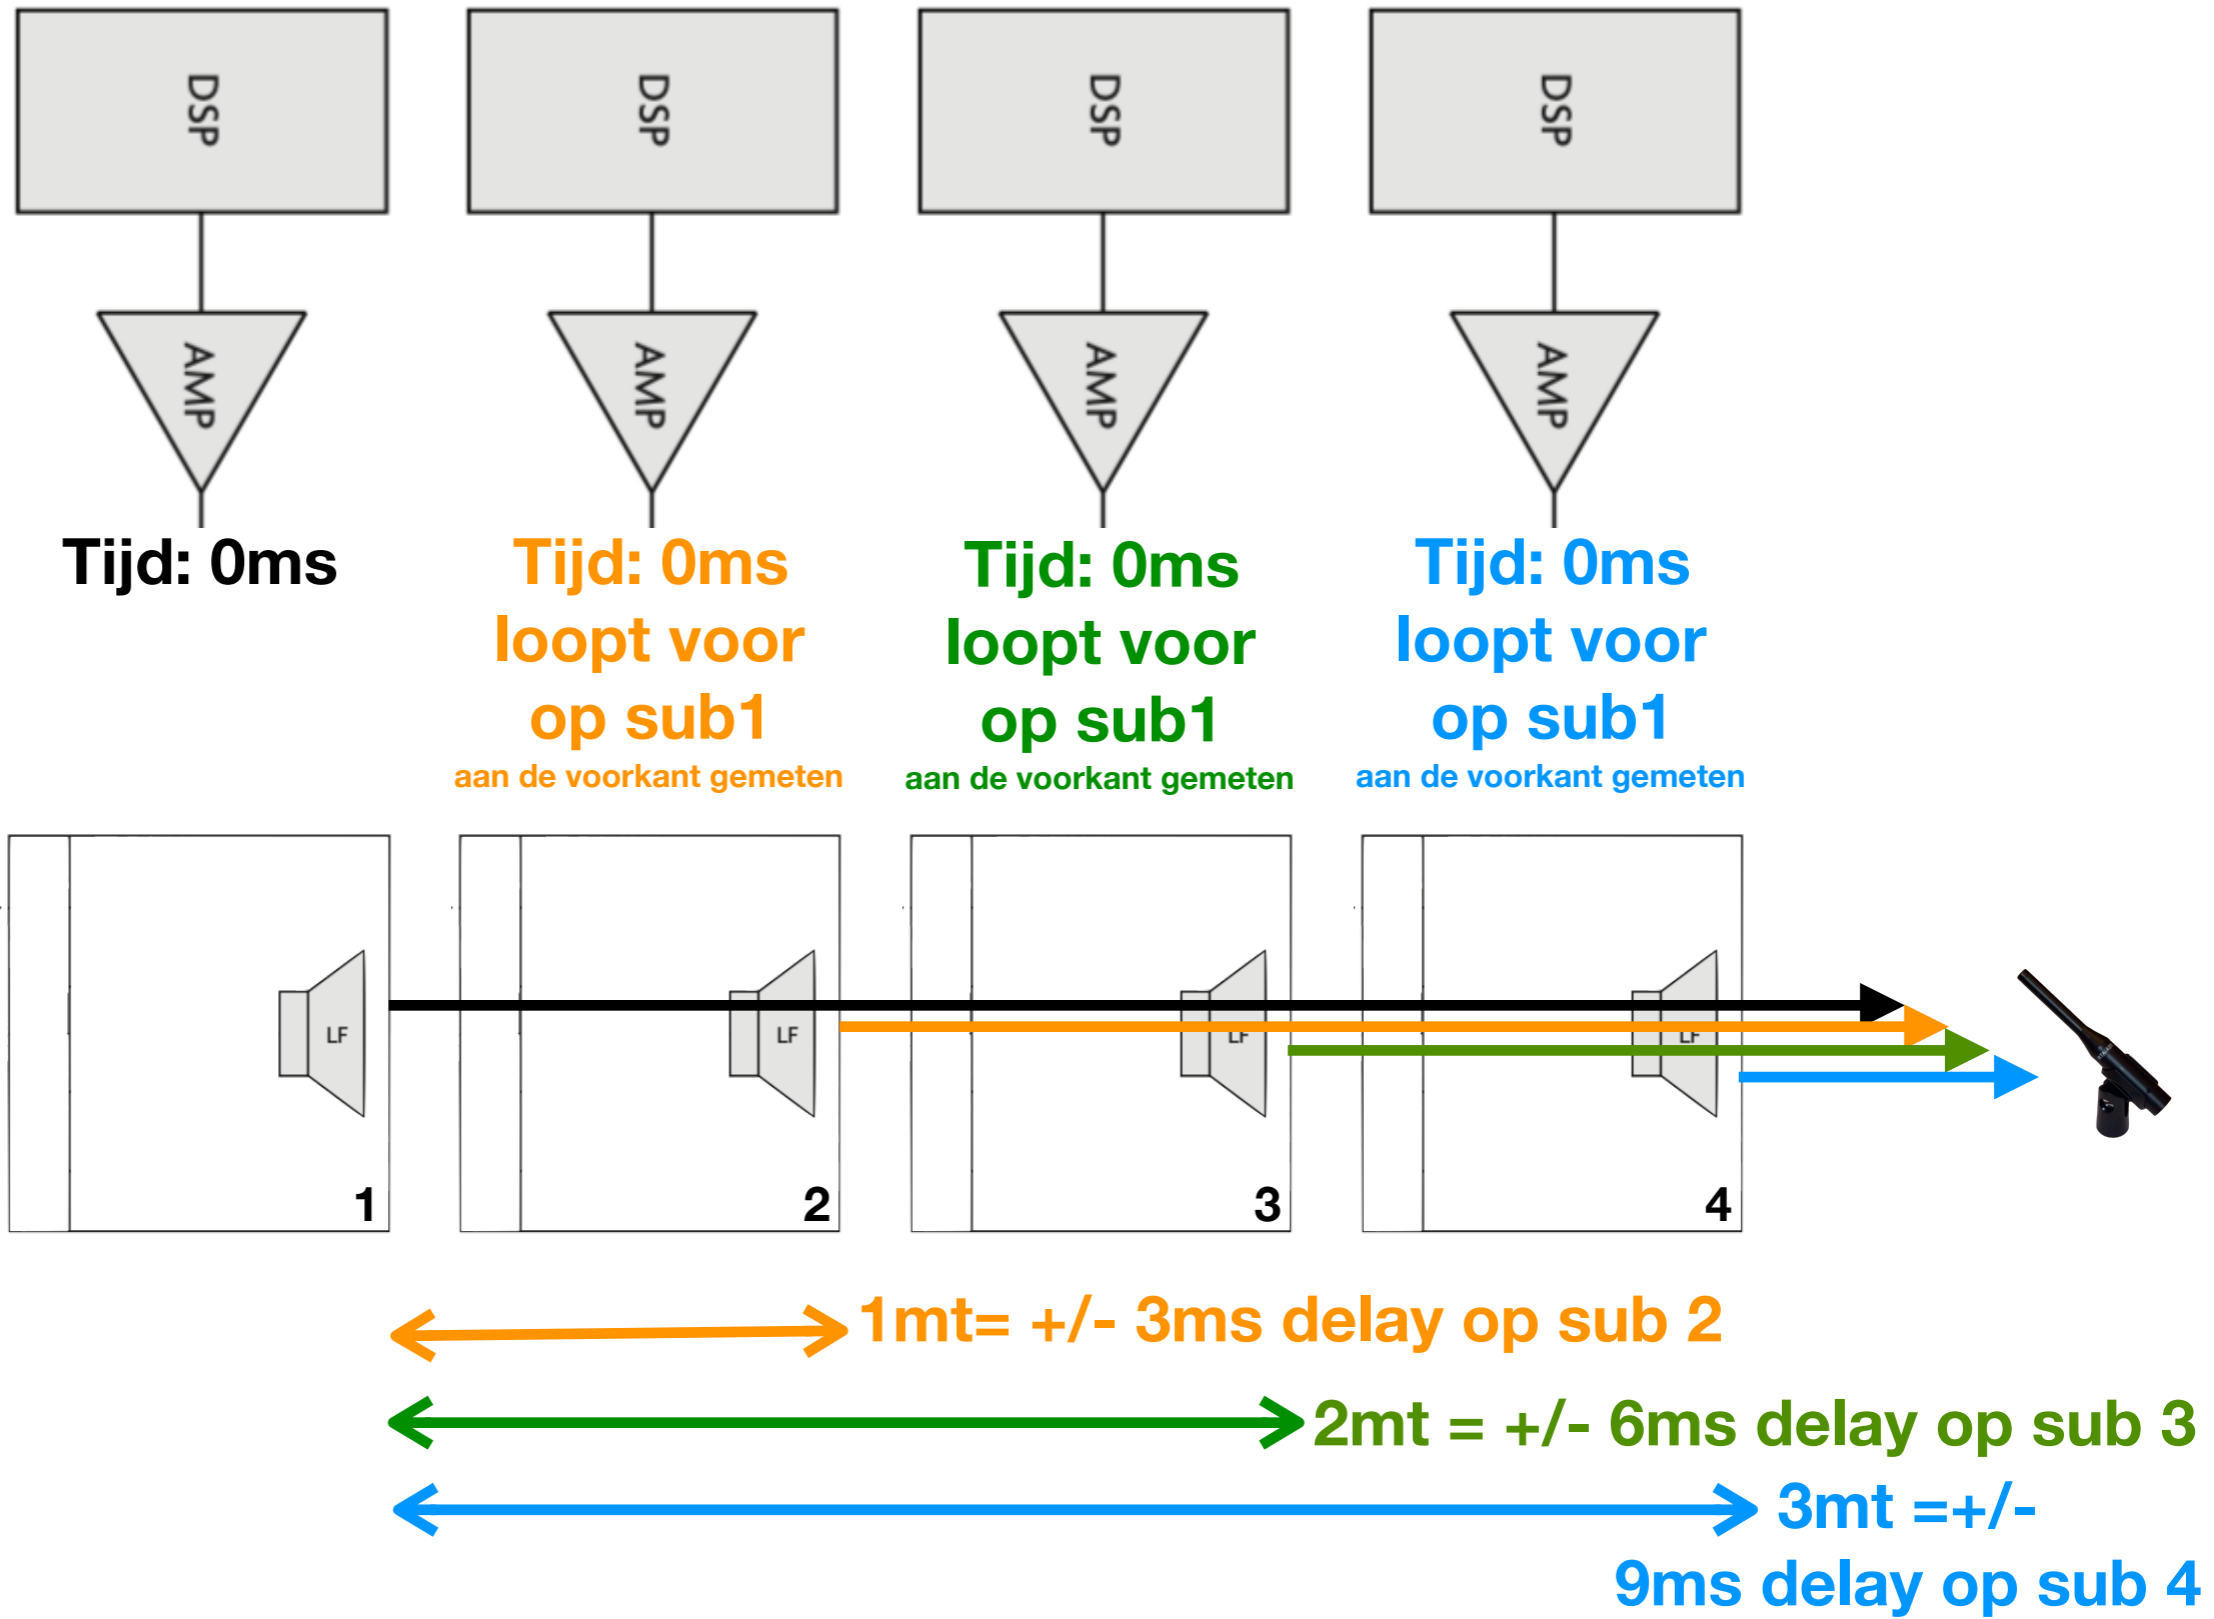 DSP
DSP
DSP
DSP
AMP
AMP
AMP
AMP
Tijd: 0ms
Tijd: 0ms
loopt voor
op sub1
aan de voorkant gemeten
Tijd: 0ms
loopt voor
op sub1
aan de voorkant gemeten
Tijd: 0ms
loopt voor
op sub1
aan de voorkant gemeten
LF
LF
LF
LF
1
2
3
4
1mt= +/- 3ms delay op sub 2
2mt = +/- 6ms delay op sub 3
3mt =+/-
9ms delay op sub 4